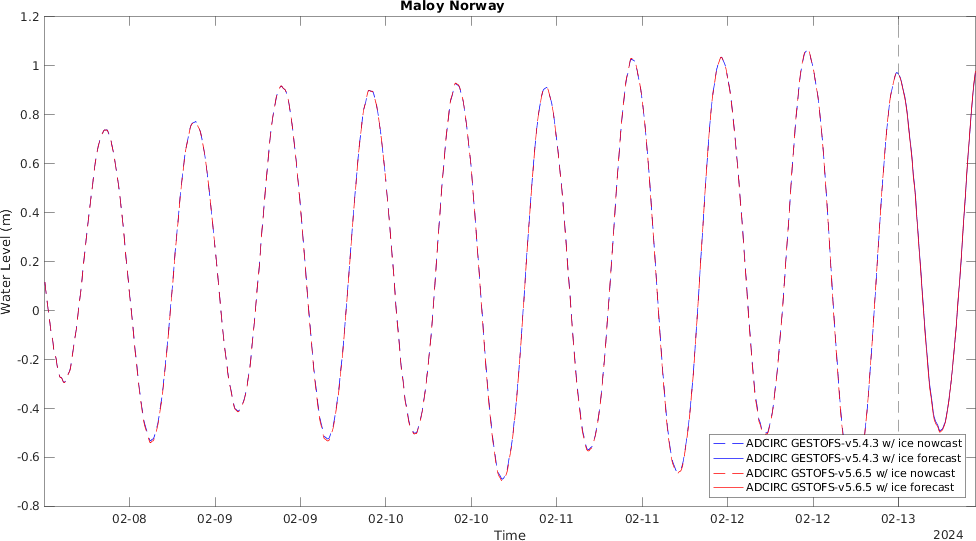 Maloy Norway
1.2
1
0.8
0.6
0.4
0.2
0
-0.2
-0.4
-0.6
-0.8
Water Level (m)
ADCIRC GESTOFS-v5.4.3 w/ ice nowcast
ADCIRC GESTOFS-v5.4.3 w/ ice forecast
ADCIRC GSTOFS-v5.6.5 w/ ice nowcast
ADCIRC GSTOFS-v5.6.5 w/ ice forecast
02-08 02-09 02-09 02-10 02-10 02-11 02-11 02-12 02-12 02-13
Time
2024